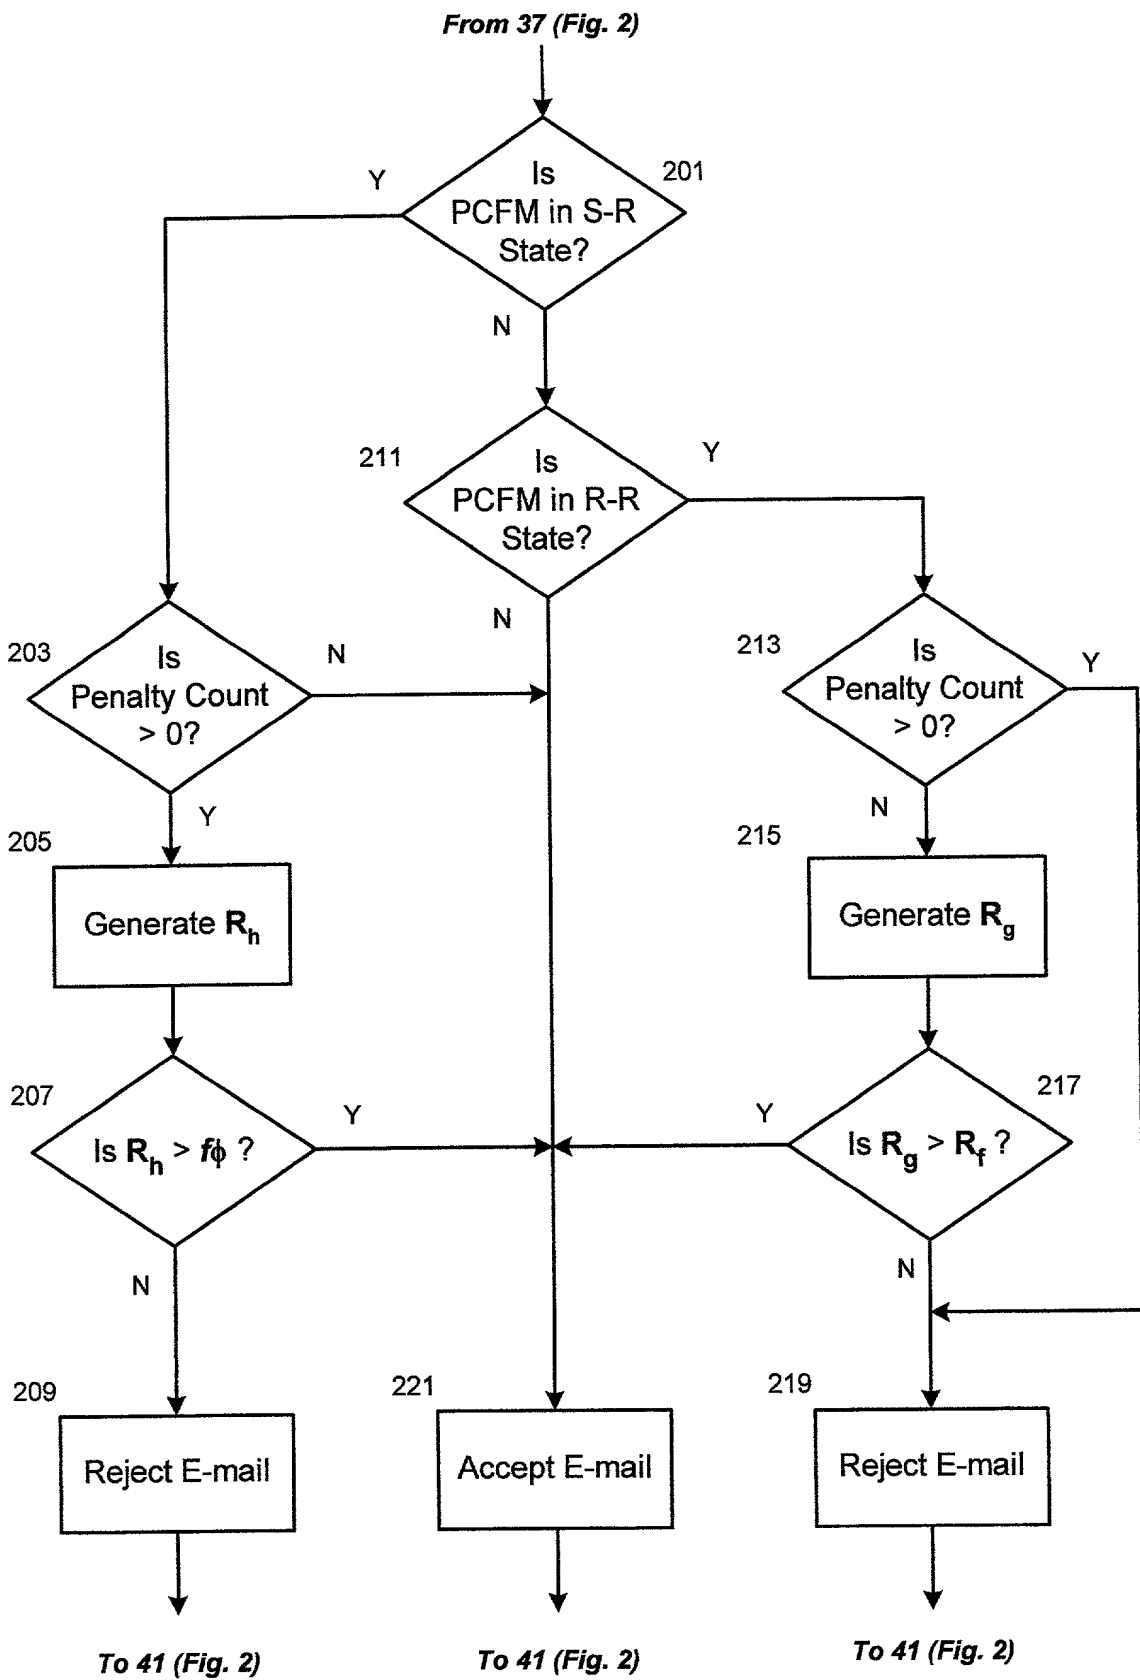 From 37 (Fig. 2)
Y
Is
PCFM in S-R
State?
201
N
211
Is
PCFM in R-R
State?
Y
N
203
Is
Penalty Count
> 0?
N
213
Is
Penalty Count
> 0?
Y
Y
N
205
Generate Rh
215
Generate Rg
207
Is Rh > fϕ ?
Y
Y
Is Rg > Rf ?
217
N
N
209
Reject E-mail
221
Accept E-mail
219
Reject E-mail
To 41 (Fig. 2)
To 41 (Fig. 2)
To 41 (Fig. 2)